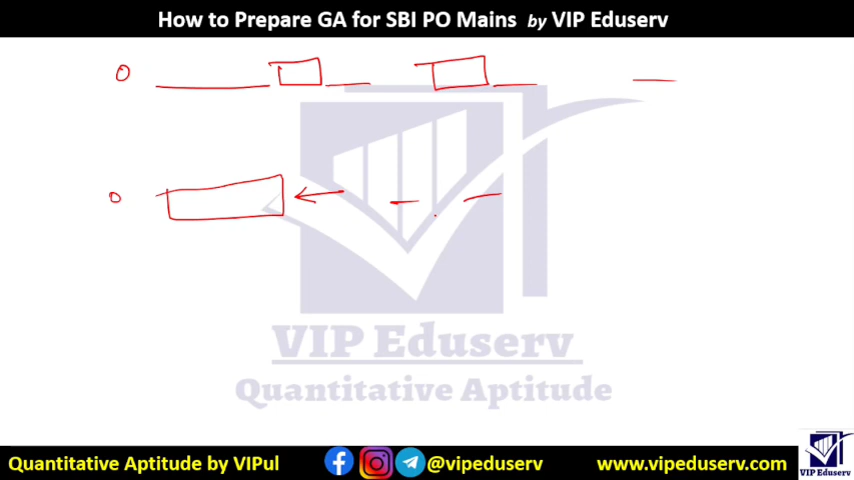 How to Prepare GA for SBI PO Mains by VIP Eduserv
VIP Eduserv
Quantitative Aptitude
Quantitative Aptitude by VIPul
@vipeduserv
www.vipeduserv.com
VIP Eduserv